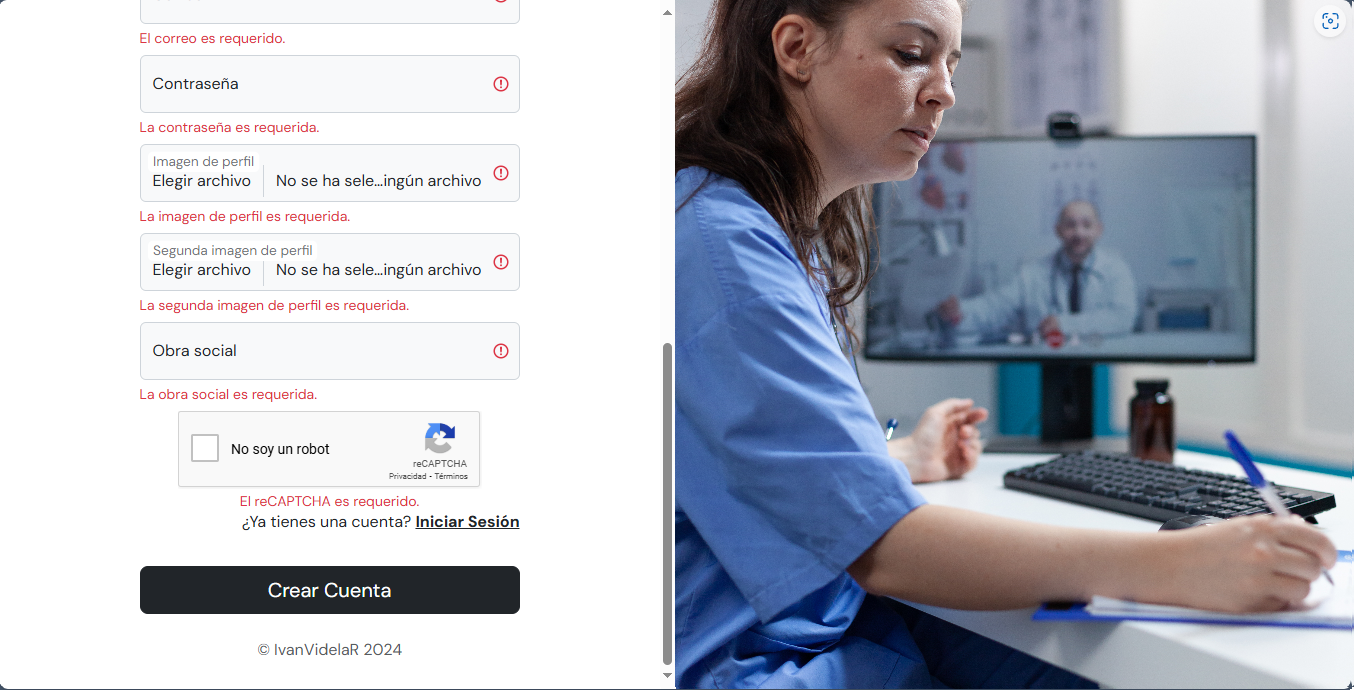 El correo es requerido.
Contraseña
La contraseña es requerida.
Imagen de perfil
Elegir archivo No se ha sele...ingún archivo
La imagen de perfil es requerida.
Segunda imagen de perfil
Elegir archivo No se ha sele...ingún archivo
La segunda imagen de perfil es requerida.
Obra social
La obra social es requerida.
No soy un robot
reCAPTCHA
Privacidad - Términos
El reCAPTCHA es requerido.
¿Ya tienes una cuenta? Iniciar Sesión
Crear Cuenta
© IvanVidelaR 2024